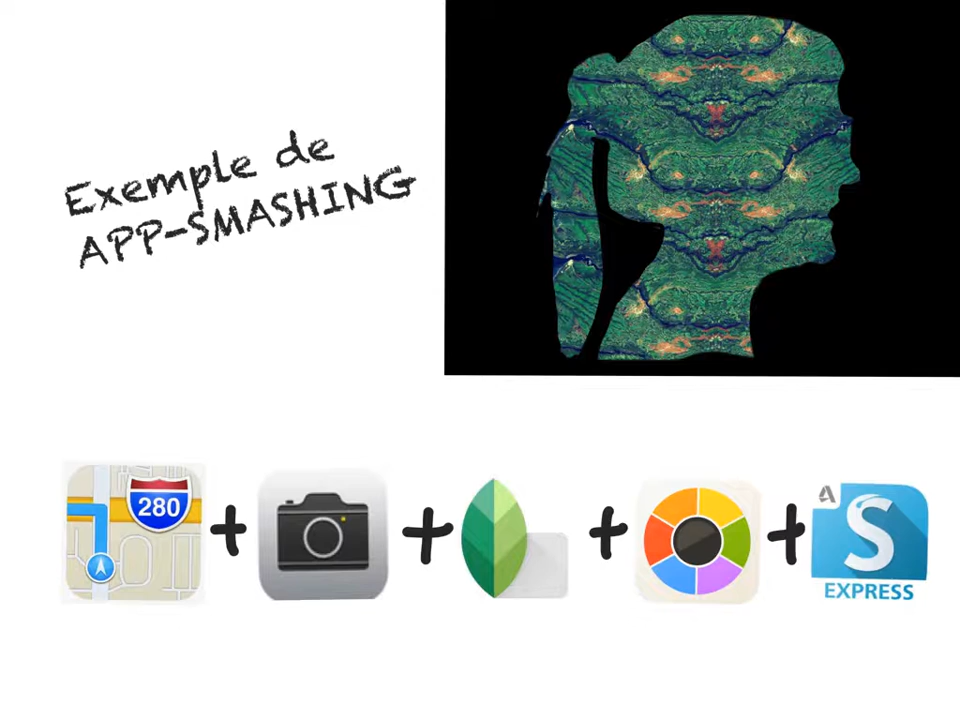 Exemple de
APP-SMASHING
280
+ + + +
S
EXPRESS